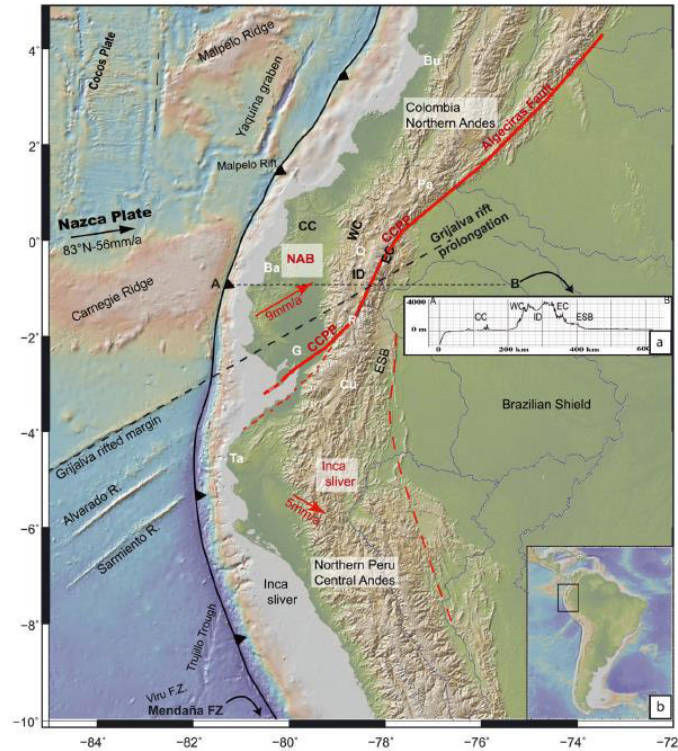 Malpelo Ridge
Cocos Plate
Yaquina graben
Bu
Colombia
Northern Andes
Algeciras Fault
4
2
Malpelo Rift
Pa
Nazca Plate
83°N-56mm/a
CC
WC
CCPP
Grijalva rift
prolongation
0
Q
EC
NAB
Ba
ID
Carnegie Ridge
A
B
9mm/a
A
B
4000
0 m
CC
WC
ID
EC
ESB
0
200 km
400 km
a
−2
CCPP
G
ESB
Cu
Brazilian Shield
Grijalva rifted margin
−4
Ta
Alvarado R.
Sarmiento R.
Inca
sliver
5mm/a
−6
Northern Peru
Central Andes
Inca
sliver
−8
Trujillo Trough
Viru F.Z.
Mendaña FZ
b
−10
−84
−82
−80
−78
−76
−74
−72